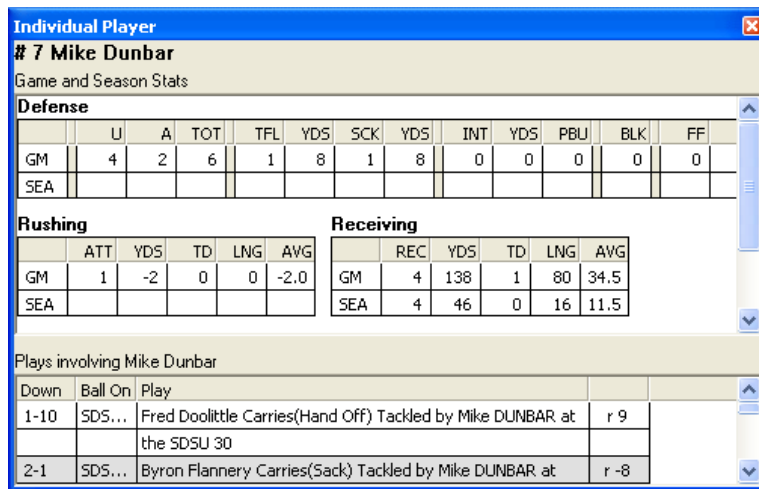 Individual Player
# 7 Mike Dunbar
Game and Season Stats
Defense
U A TOT TFL YDS SCK YDS INT YDS PBU BLK FF
GM 4 2 6 1 8 1 8 0 0 0 0 0
SEA
Rushing Receiving
ATT YDS TD LNG AVG REC YDS TD LNG AVG
GM 1 -2 0 0 -2.0 GM 4 138 1 80 34.5
SEA SEA 4 46 0 16 11.5
Plays involving Mike Dunbar
Down Ball On Play
1-10 SDS... Fred Doolittle Carries(Hand Off) Tackled by Mike DUNBAR at r 9
the SDSU 30
2-1 SDS... Byron Flannery Carries(Sack) Tackled by Mike DUNBAR at r -8